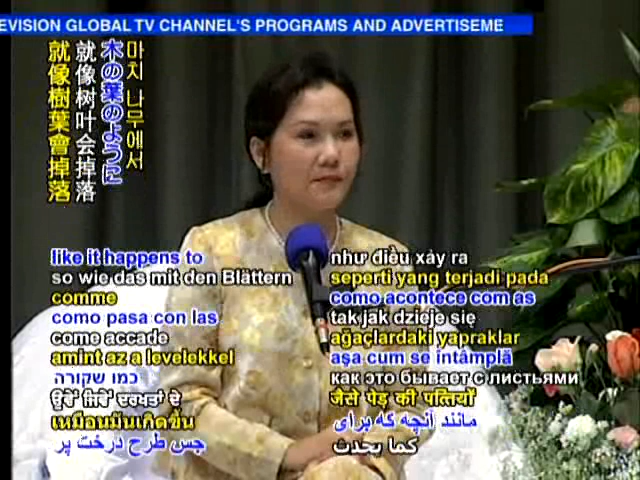 EVISION GLOBAL TV CHANNEL'S PROGRAMS AND ADVERTISEME
마치 나무에서
木の葉のように
就像树叶会掉落
就像樹葉會掉落
like it happens to
so wie das mit den Blättern
comme
como pasa con las
come accade
amint az a levelekkel
כמו שקורה
ਉਵੇਂ ਜਿਵੇਂ ਦਰਖਤਾਂ ਦੇ
เหมือนมันเกิดขึ้น
جس طرح درخت پر
như điều xảy ra
seperti yang terjadi pada
como acontece com as
tak jak dzieje się
ağaçlardaki yapraklar
aşa cum se întâmplă
как это бывает с листьями
जैसे पेड़ की पत्तियों
مانند آنچه که برای
كما يحدث